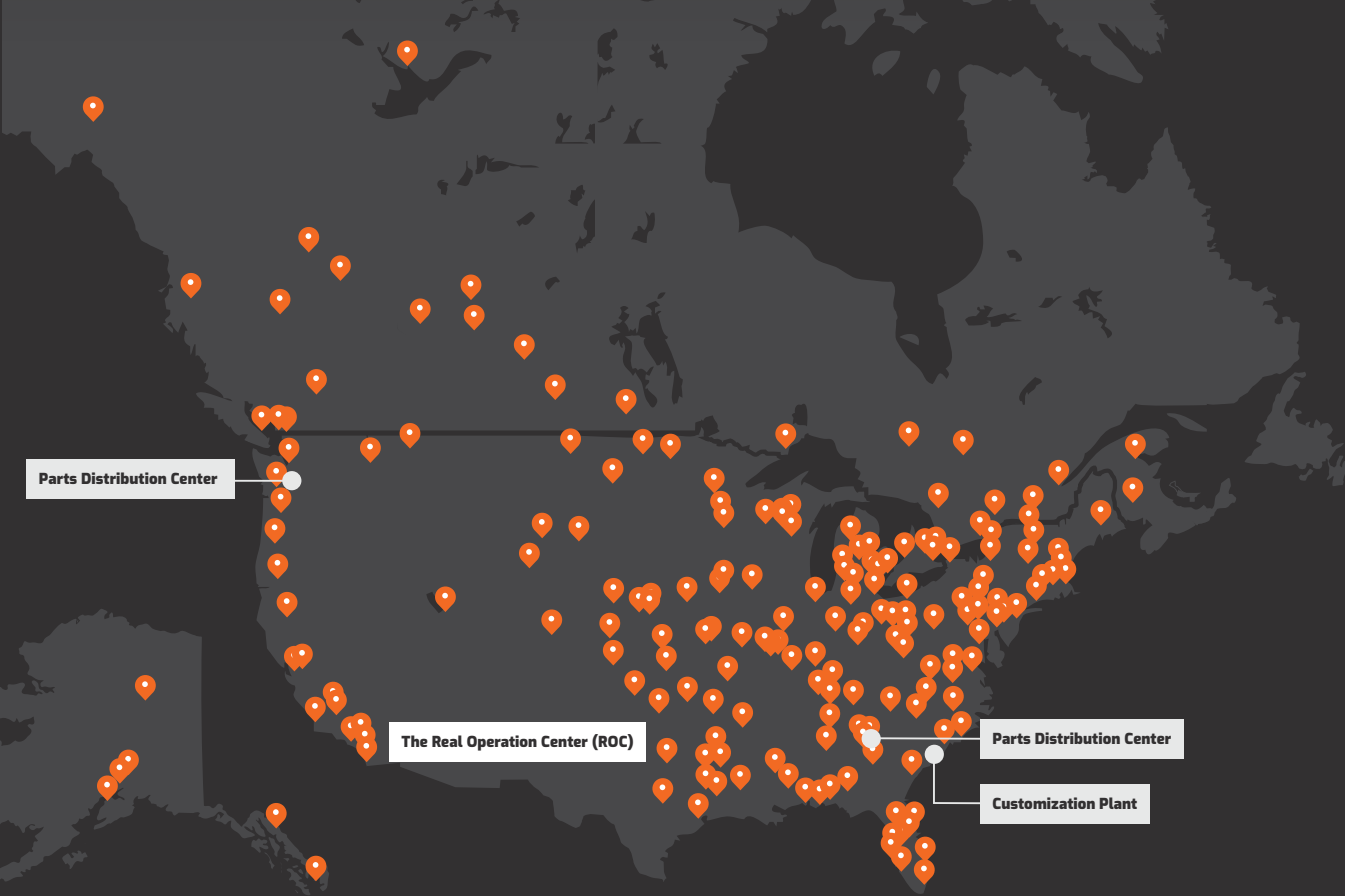 Parts Distribution Center
The Real Operation Center (ROC)
Parts Distribution Center
Customization Plant